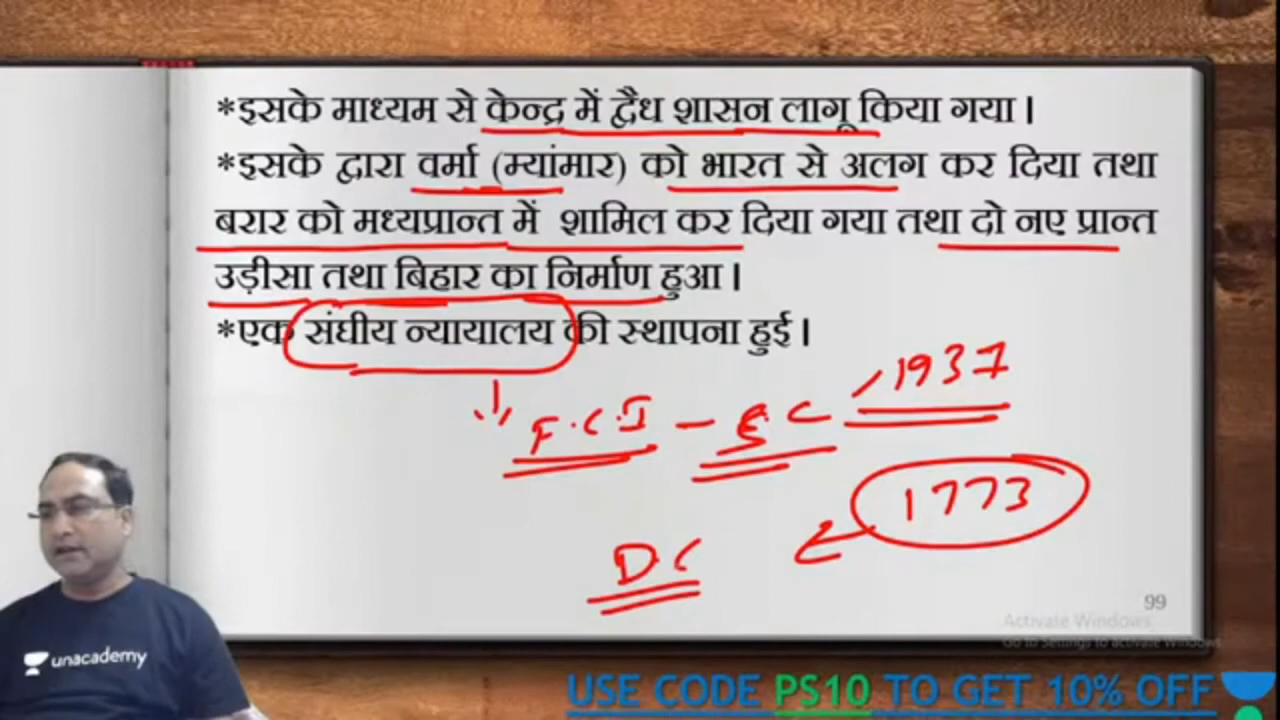 *इसके माध्यम से केन्द्र में द्वैध शासन लागू किया गया।
*इसके द्वारा वर्मा (म्यांमार) को भारत से अलग कर दिया तथा
बरार को मध्यप्रान्त में शामिल कर दिया गया तथा दो नए प्रान्त
उड़ीसा तथा बिहार का निर्माण हुआ।
*एक संघीय न्यायालय की स्थापना हुई।
1937
F.C.I -
1773
D.C
99
Activate Windows
Go to Settings to activate Windows.
unacademy
USE CODE PS10 TO GET 10% OFF